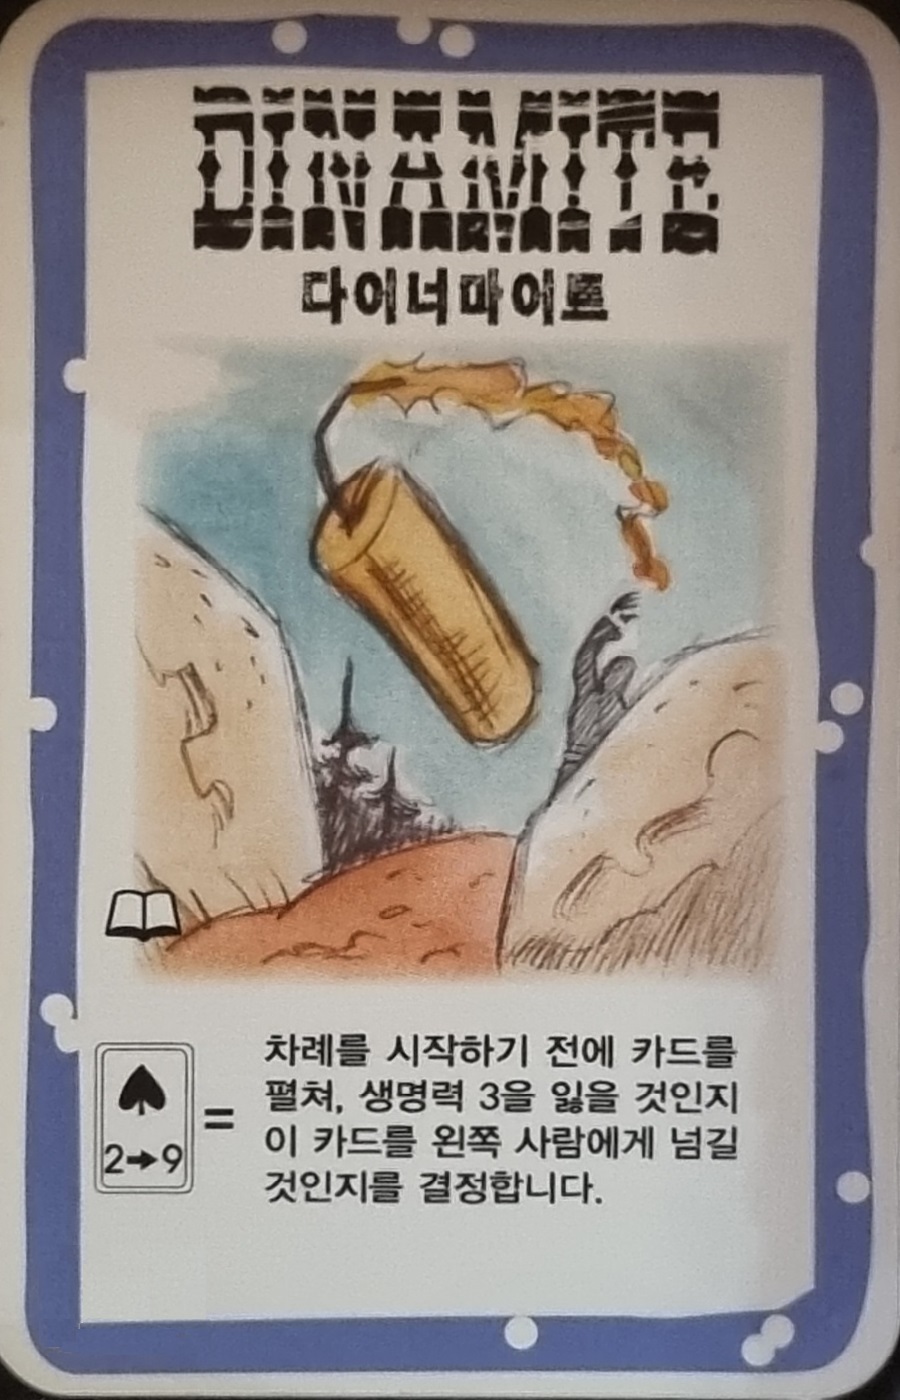 DINAMITE
다이너마이트
차례를 시작하기 전에 카드를
펼쳐, 생명력 3을 잃을 것인지
2➔9 = 이 카드를 왼쪽 사람에게 넘길
것인지를 결정합니다.